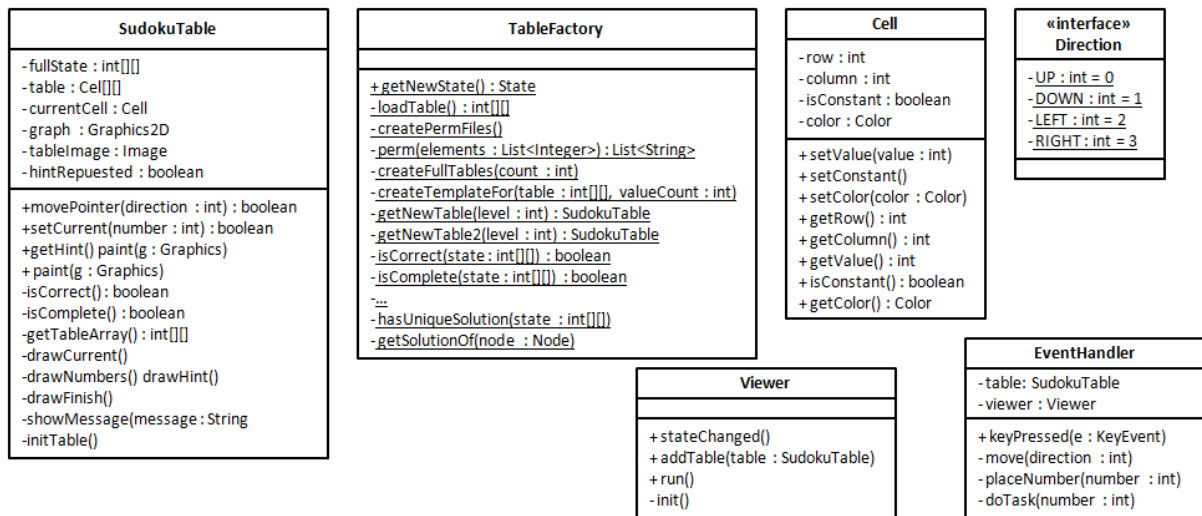 SudokuTable
-fullState : int[][]
-table : Cel[][]
-currentCell : Cell
-graph : Graphics2D
-tableImage : Image
-hintRepuested : boolean
+movePointer(direction : int) : boolean
+setCurrent(number : int) : boolean
+getHint() paint(g : Graphics)
+ paint(g : Graphics)
-isCorrect() : boolean
-isComplete() : boolean
-getTableArray() : int[][]
-drawCurrent()
-drawNumbers() drawHint()
-drawFinish()
-showMessage(message : String
-initTable()
TableFactory
+ getNewState() : State
-loadTable() : int[][]
-createPermFiles()
-perm(elements : List<Integer>) : List<String>
-createFullTables(count : int)
-createTemplateFor(table : int[][], valueCount : int)
-getNewTable(level : int) : SudokuTable
-getNewTable2(level : int) : SudokuTable
-isCorrect(state : int[][]) : boolean
-isComplete(state : int[][]) : boolean
-...
-hasUniqueSolution(state : int[][])
-getSolutionOf(node : Node)
Cell
-row : int
-column : int
-isConstant : boolean
-color : Color
+setValue(value : int)
+setConstant()
+setColor(color : Color)
+getRow() : int
+getColumn() : int
+getValue() : int
+isConstant() : boolean
+getColor() : Color
«interface»
Direction
-UP : int = 0
-DOWN : int = 1
-LEFT : int = 2
-RIGHT : int = 3
Viewer
+stateChanged()
+addTable(table : SudokuTable)
+run()
-init()
EventHandler
-table: SudokuTable
-viewer : Viewer
+keyPressed(e : KeyEvent)
-move(direction : int)
-placeNumber(number : int)
-doTask(number : int)